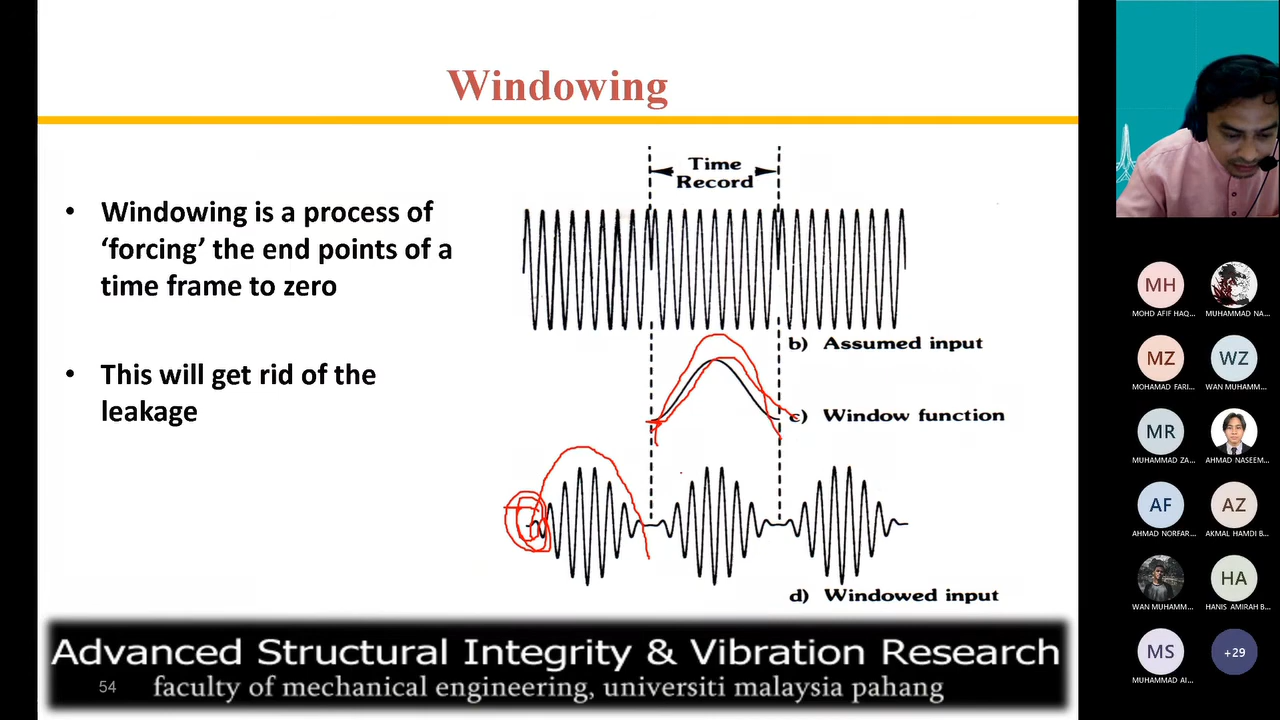 Windowing
• Windowing is a process of
‘forcing’ the end points of a
time frame to zero
• This will get rid of the
leakage
Time
Record
b) Assumed input
c) Window function
d) Windowed input
Advanced Structural Integrity & Vibration Research
54
faculty of mechanical engineering, universiti malaysia pahang
MH
MOHD AFIF HAQ...
MUHAMMAD NA...
MZ
MOHAMAD FARI...
WZ
WAN MUHAMM...
MR
MUHAMMAD ZA...
AHMAD NASEEM...
AF
AHMAD NORFAR...
AZ
AKMAL HAMDI B...
WAN MUHAMM...
HA
HANIS AMIRAH B...
MS
MUHAMMAD AI...
+29